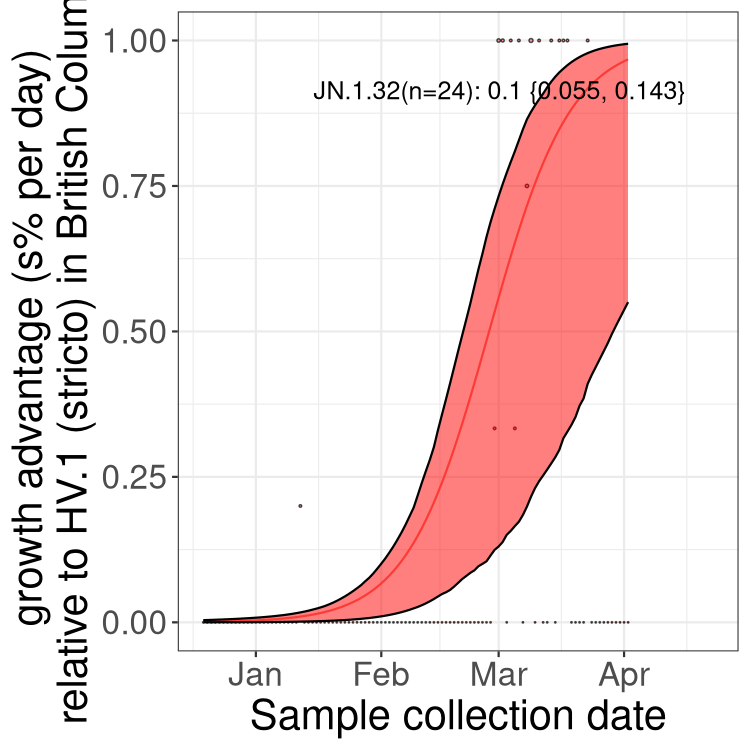 growth advantage (s% per day)
relative to HV.1 (stricto) in British Colum
1.00
0.75
0.50
0.25
0.00
JN.1.32(n=24): 0.1 {0.055, 0.143}
Jan Feb Mar Apr
Sample collection date